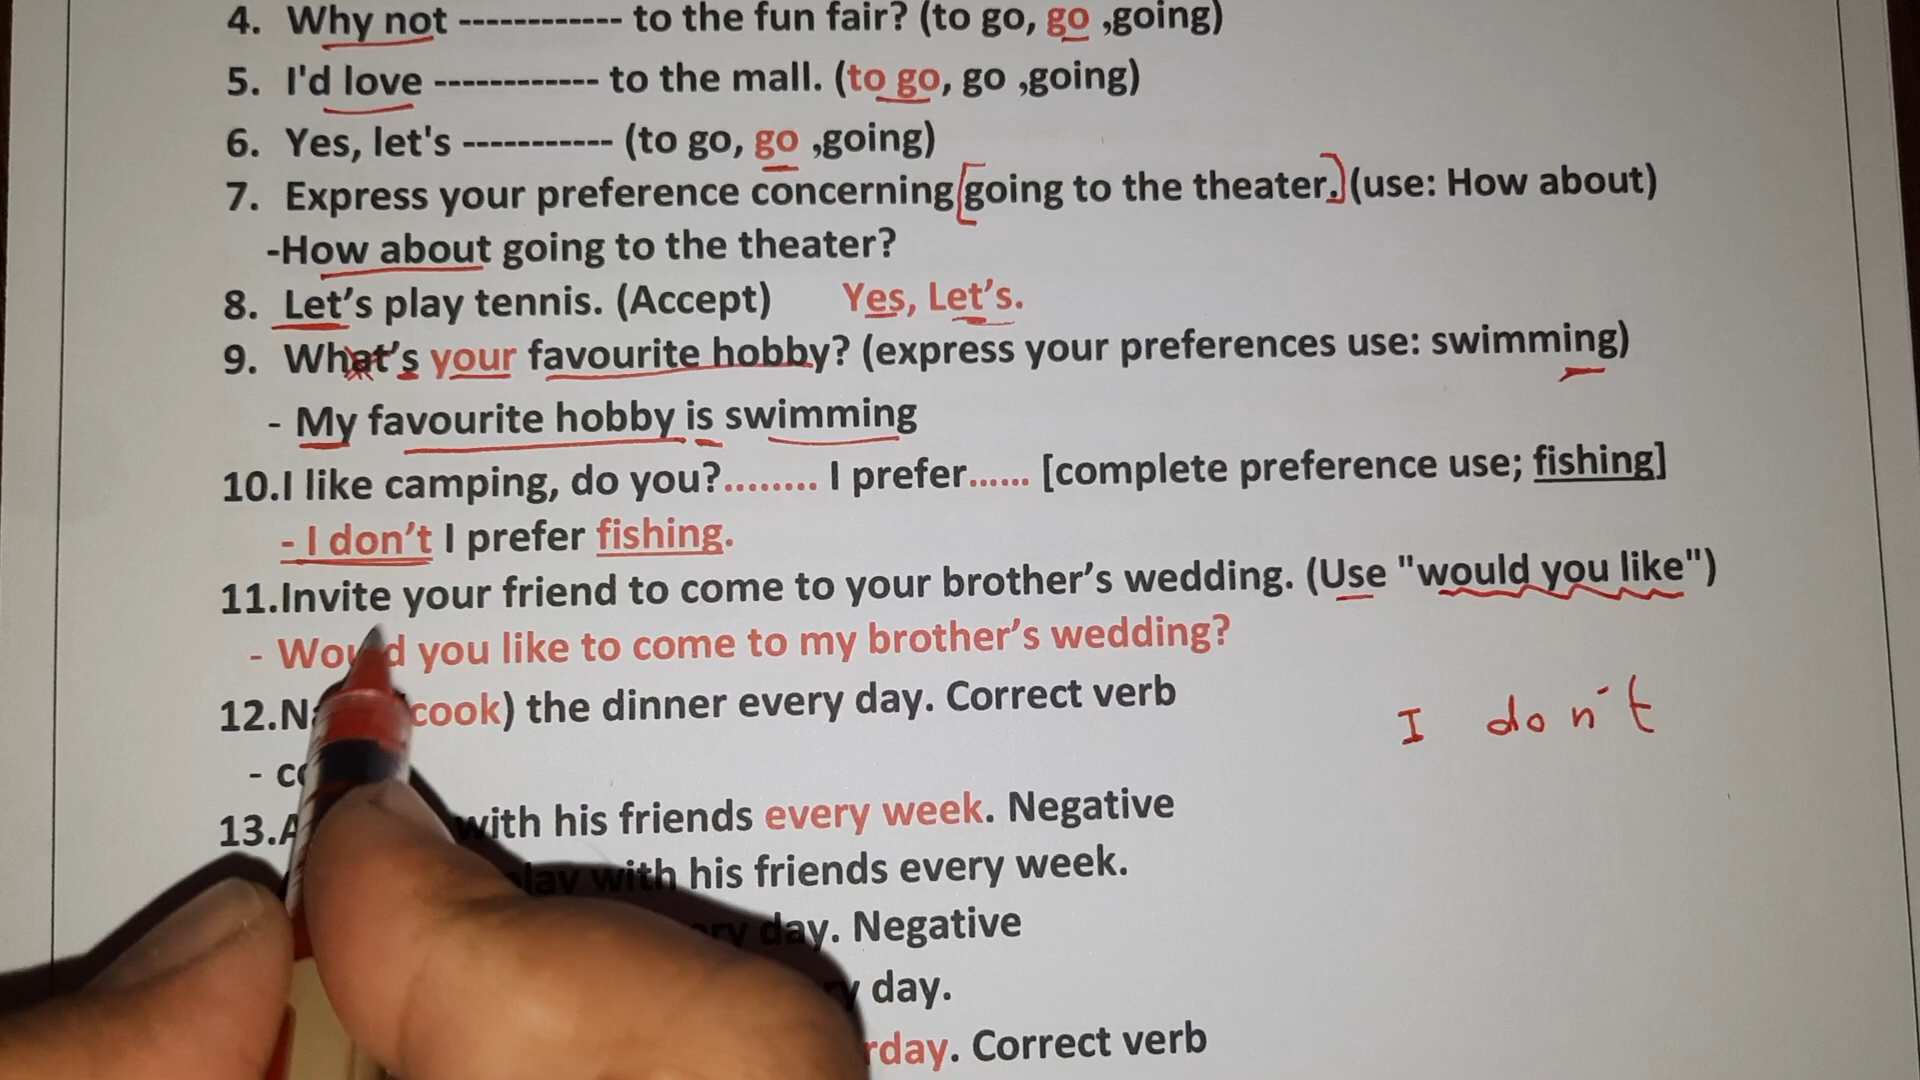 4. Why not ------------ to the fun fair? (to go, go ,going)
5. I'd love ------------ to the mall. (to go, go ,going)
6. Yes, let's ----------- (to go, go ,going)
7. Express your preference concerning [going to the theater.] (use: How about)
-How about going to the theater?
8. Let’s play tennis. (Accept) Yes, Let’s.
9. What’s your favourite hobby? (express your preferences use: swimming)
- My favourite hobby is swimming
10.I like camping, do you?........ I prefer...... [complete preference use; fishing]
- I don’t I prefer fishing.
11.Invite your friend to come to your brother’s wedding. (Use "would you like")
- Would you like to come to my brother’s wedding?
12. cook) the dinner every day. Correct verb
I don't
-
13. with his friends every week. Negative
play with his friends every week.
day. Negative
day.
. Correct verb